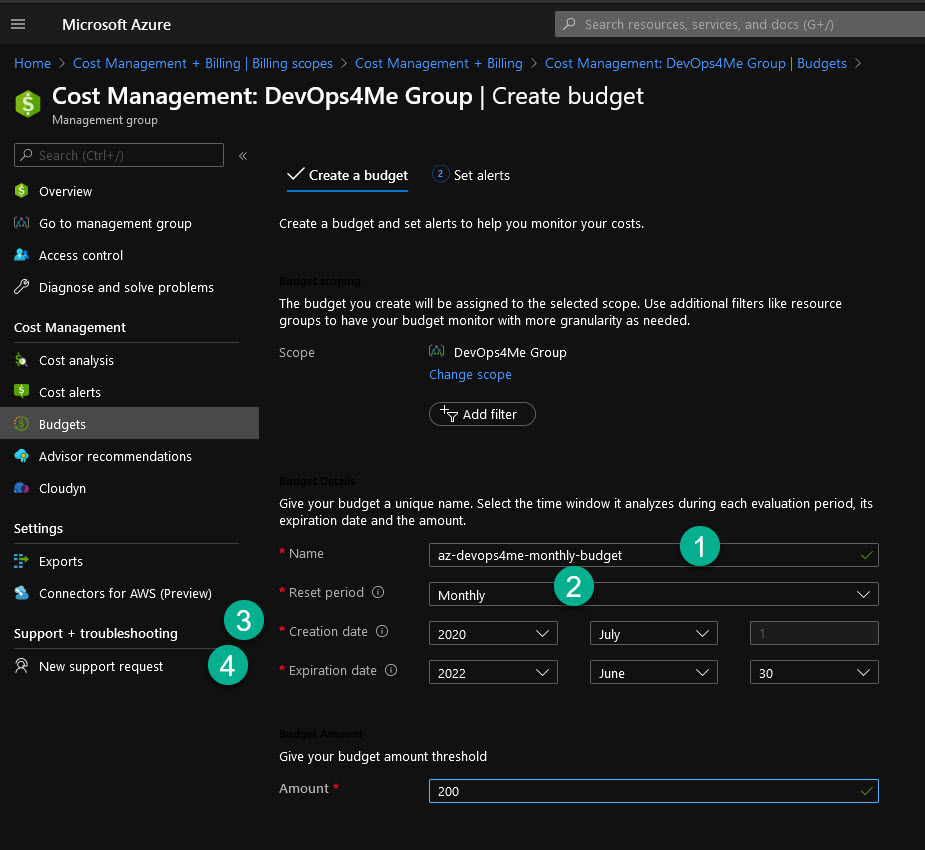 Microsoft Azure
Search resources, services, and docs (G+/)
Home > Cost Management + Billing | Billing scopes > Cost Management + Billing > Cost Management: DevOps4Me Group | Budgets >
Cost Management: DevOps4Me Group | Create budget
Management group
Search (Ctrl+/)
«
Overview
Go to management group
Access control
Diagnose and solve problems
Cost Management
Cost analysis
Cost alerts
Budgets
Advisor recommendations
Cloudyn
Settings
Exports
Connectors for AWS (Preview)
Support + troubleshooting
New support request
Create a budget
2 Set alerts
Create a budget and set alerts to help you monitor your costs.
Budget scoping
The budget you create will be assigned to the selected scope. Use additional filters like resource
groups to have your budget monitor with more granularity as needed.
Scope DevOps4Me Group
Change scope
Add filter
Budget Details
Give your budget a unique name. Select the time window it analyzes during each evaluation period, its
expiration date and the amount.
* Name az-devops4me-monthly-budget 1
* Reset period Monthly 2
3 * Creation date 2020 July 1
4 * Expiration date 2022 June 30
Budget Amount
Give your budget amount threshold
Amount * 200